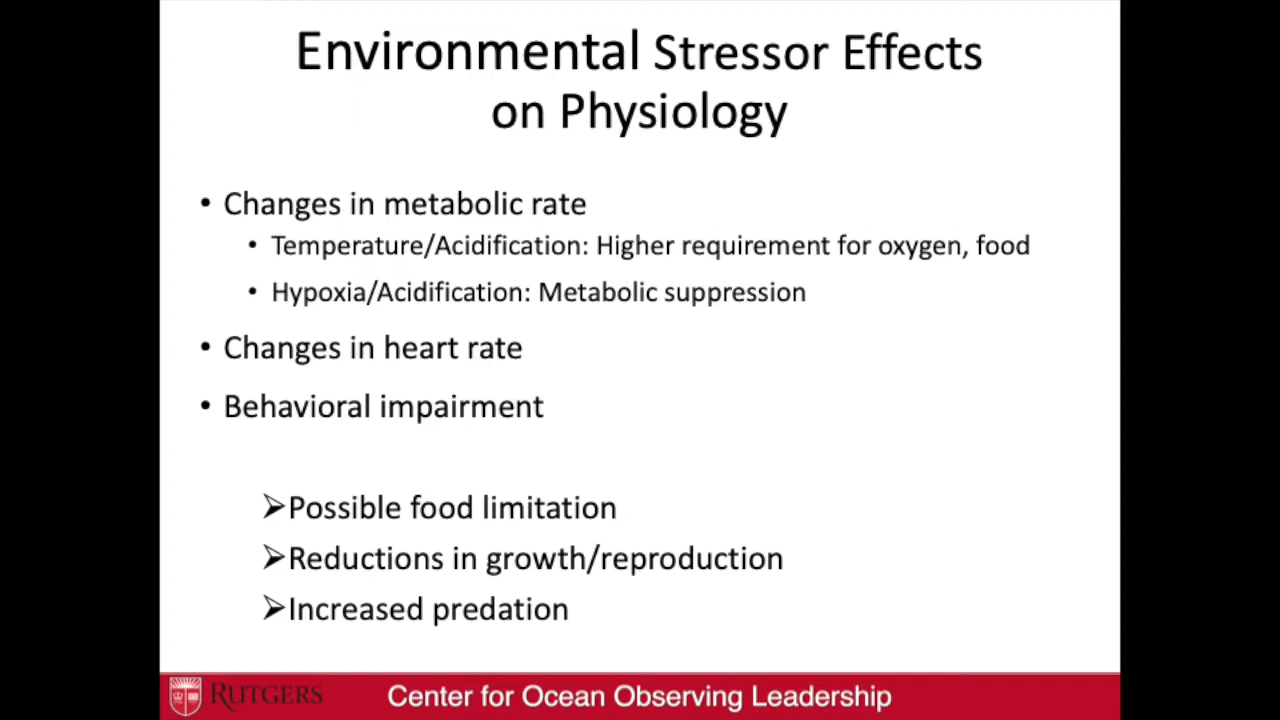 Environmental Stressor Effects
on Physiology
• Changes in metabolic rate
• Temperature/Acidification: Higher requirement for oxygen, food
• Hypoxia/Acidification: Metabolic suppression
• Changes in heart rate
• Behavioral impairment
➢Possible food limitation
➢Reductions in growth/reproduction
➢Increased predation
RUTGERS Center for Ocean Observing Leadership